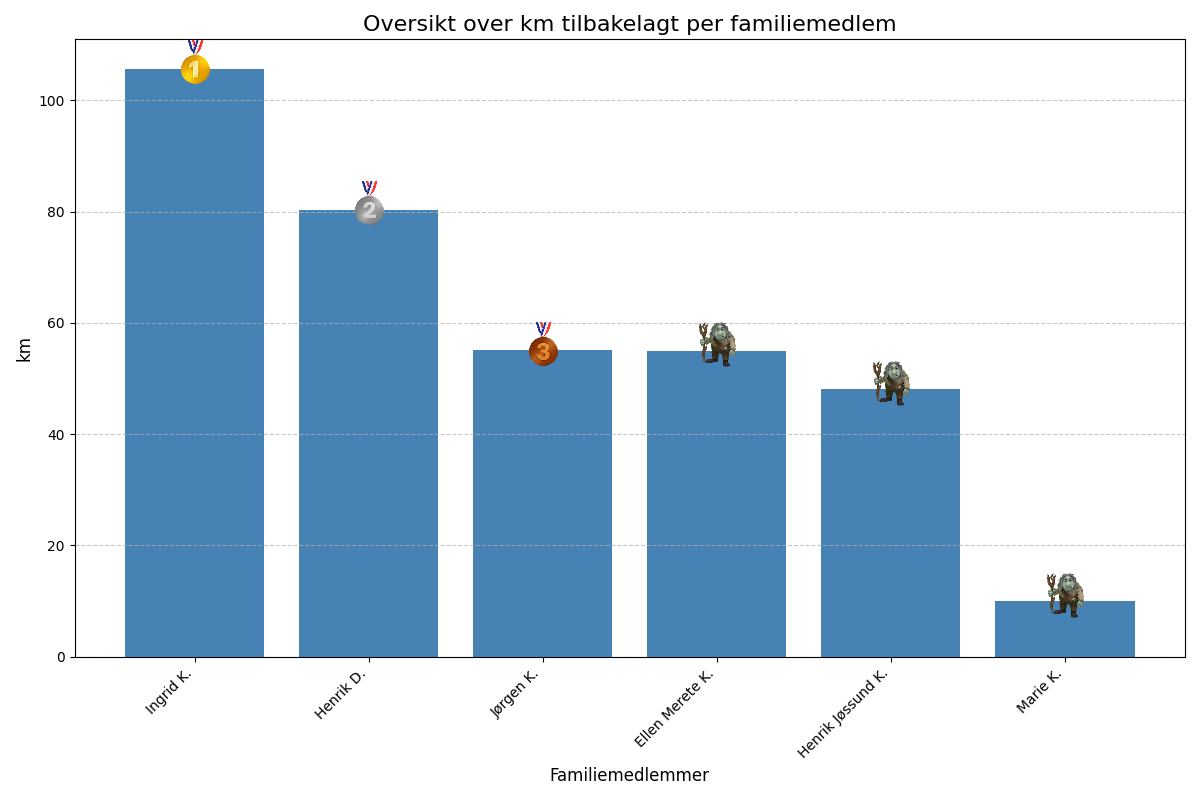 Oversikt over km tilbakelagt per familiemedlem
km
100
80
60
40
20
0
1
2
3
Ingrid K.
Henrik D.
Jørgen K.
Ellen Merete K.
Henrik Jøssund K.
Marie K.
Familiemedlemmer